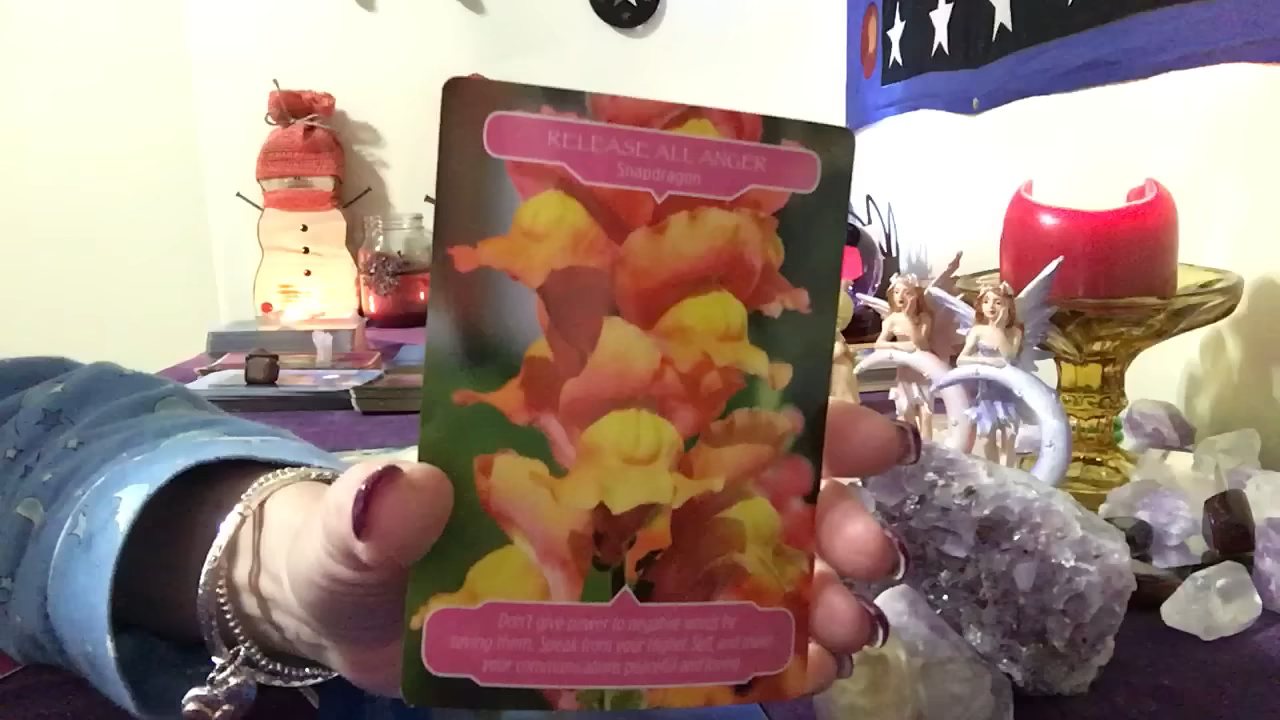 RELEASE ALL ANGER
Snapdragon
Don't give power to negative words by
saying them. Speak from your Higher Self, and make
your communications peaceful and loving.